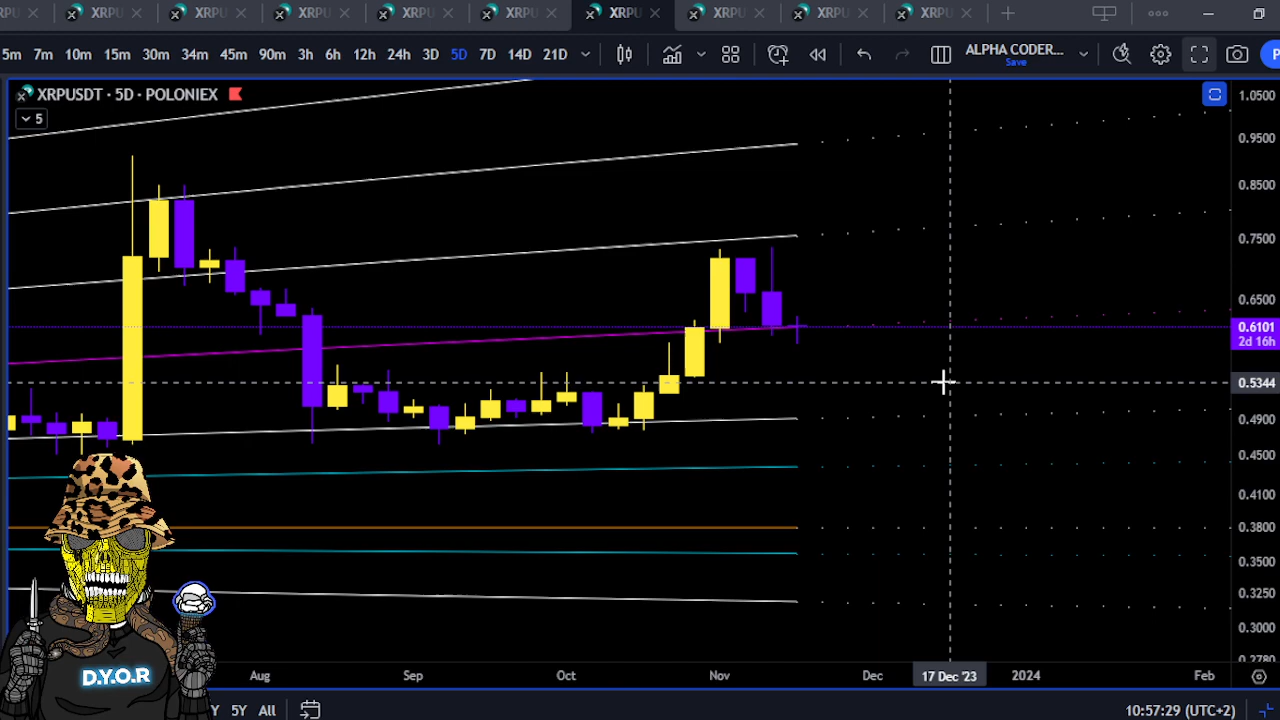 RPU XRPU XRPU XRPU XRPU XRPU XRPU XRPU XRPU XRPU
5m 7m 10m 15m 30m 34m 45m 90m 3h 6h 12h 24h 3D 5D 7D 14D 21D ALPHA CODER...
Save
XRPUSDT · 5D · POLONIEX
5
1.0500
0.9500
0.8500
0.7500
0.6500
0.6101
2d 16h
0.5344
0.4900
0.4500
0.4100
0.3800
0.3500
0.3250
0.3000
0.2780
D.Y.O.R
Aug Sep Oct Nov Dec 17 Dec '23 2024 Feb
Y 5Y All 10:57:29 (UTC+2)